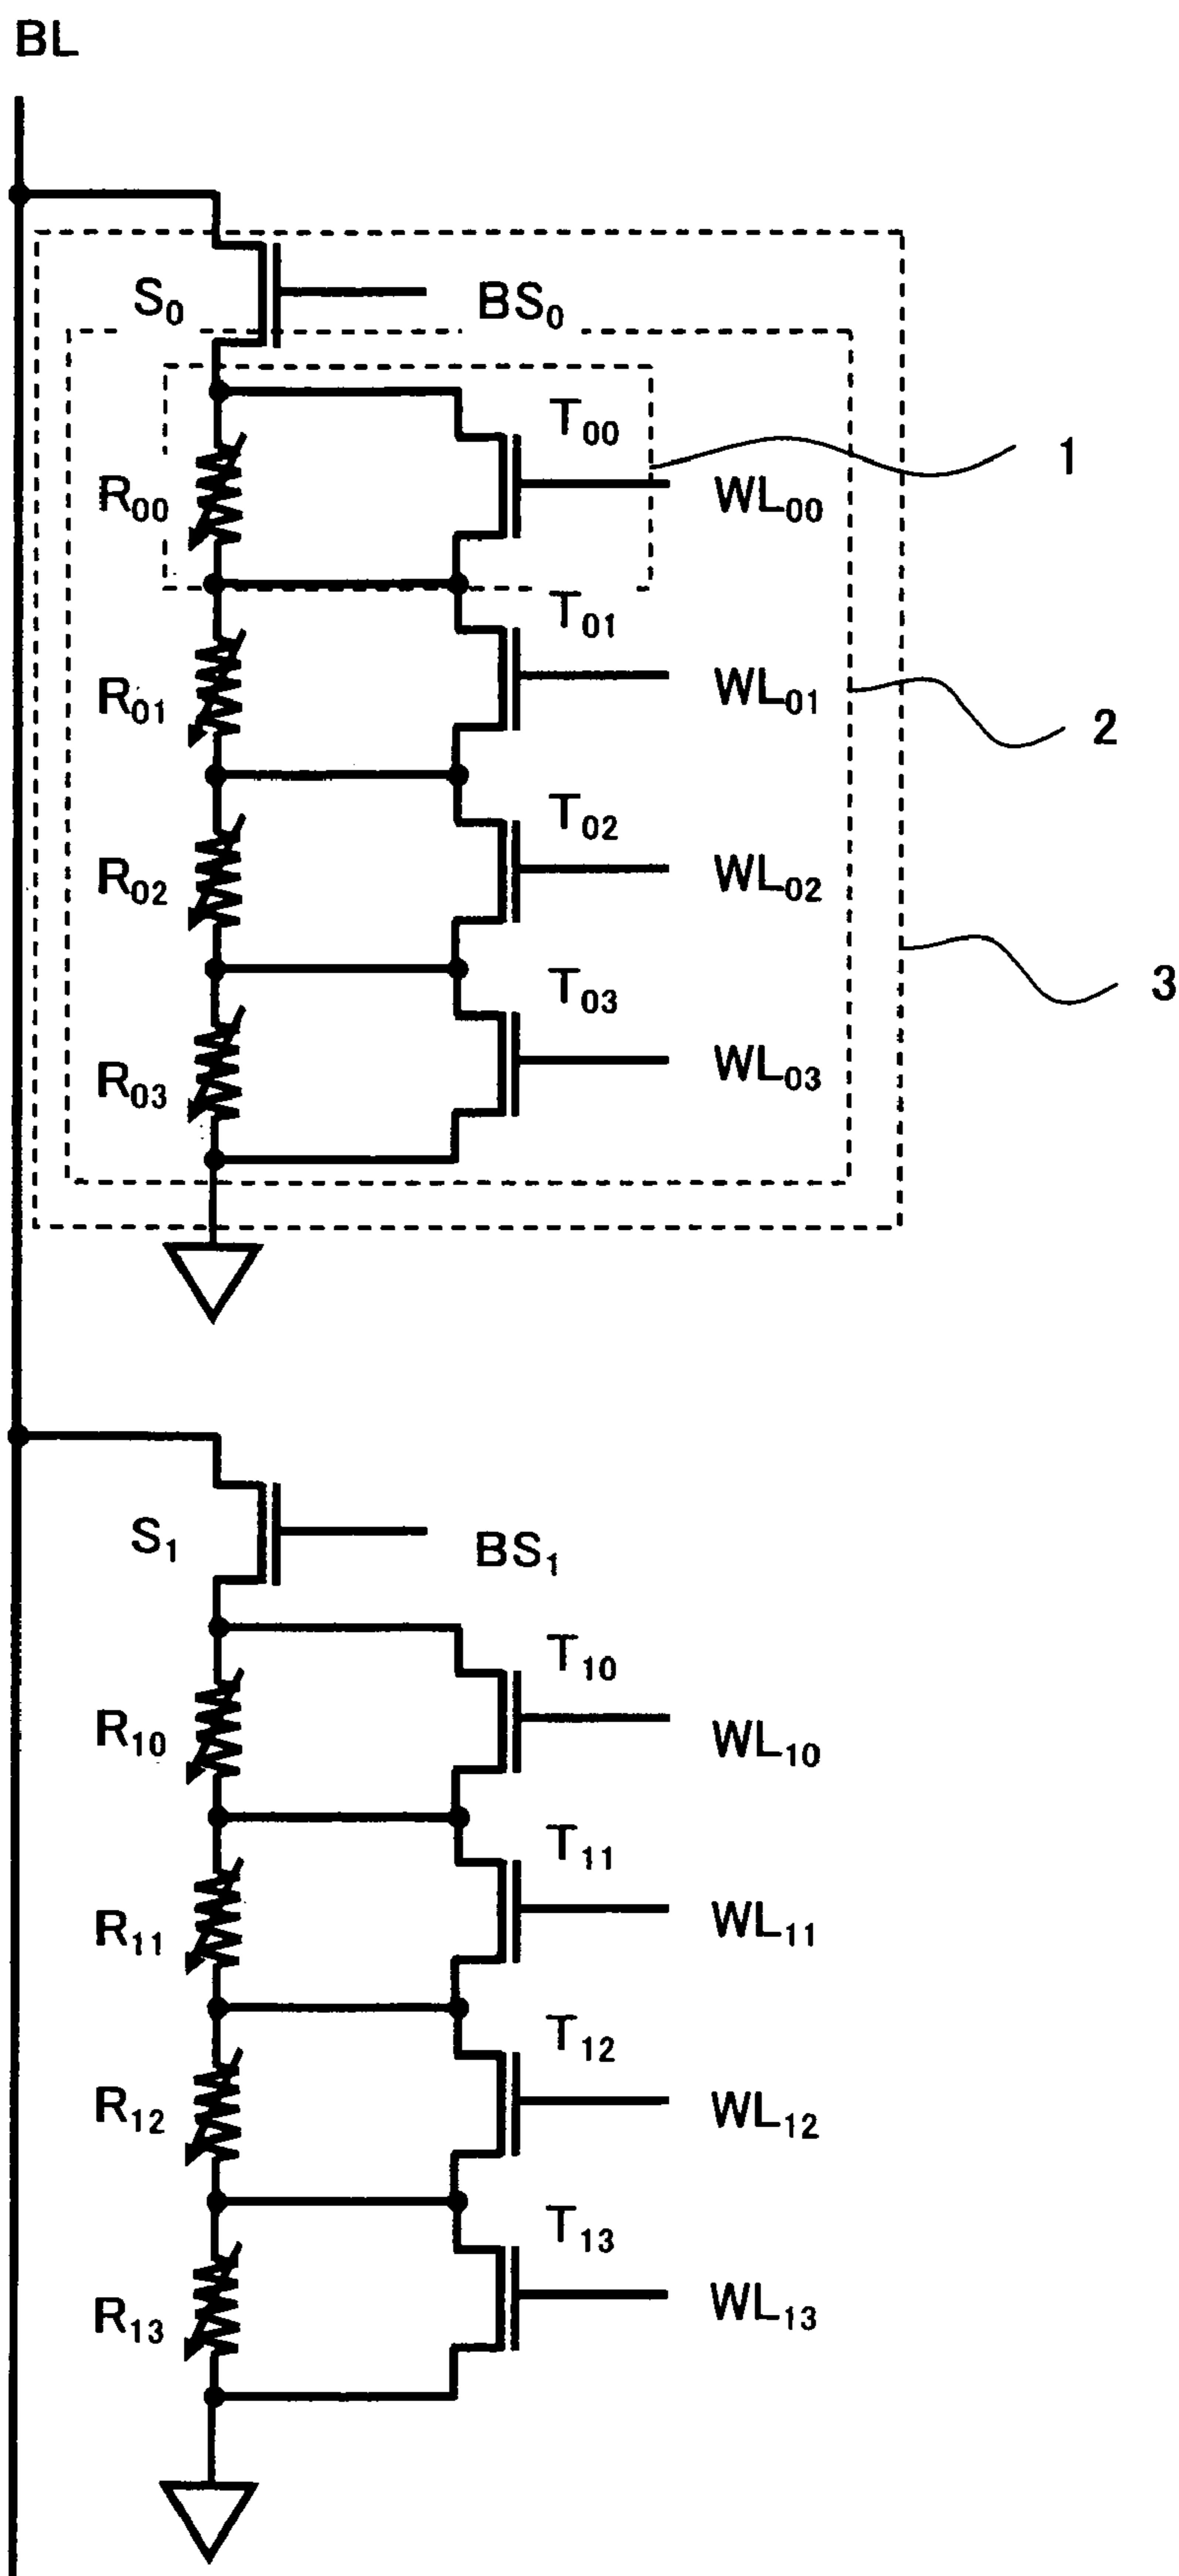 BL
S₀ BS₀
T₀₀
1
R₀₀ WL₀₀
T₀₁
R₀₁ WL₀₁
2
T₀₂
R₀₂ WL₀₂
T₀₃
3
R₀₃ WL₀₃
S₁ BS₁
T₁₀
R₁₀ WL₁₀
T₁₁
R₁₁ WL₁₁
T₁₂
R₁₂ WL₁₂
T₁₃
R₁₃ WL₁₃